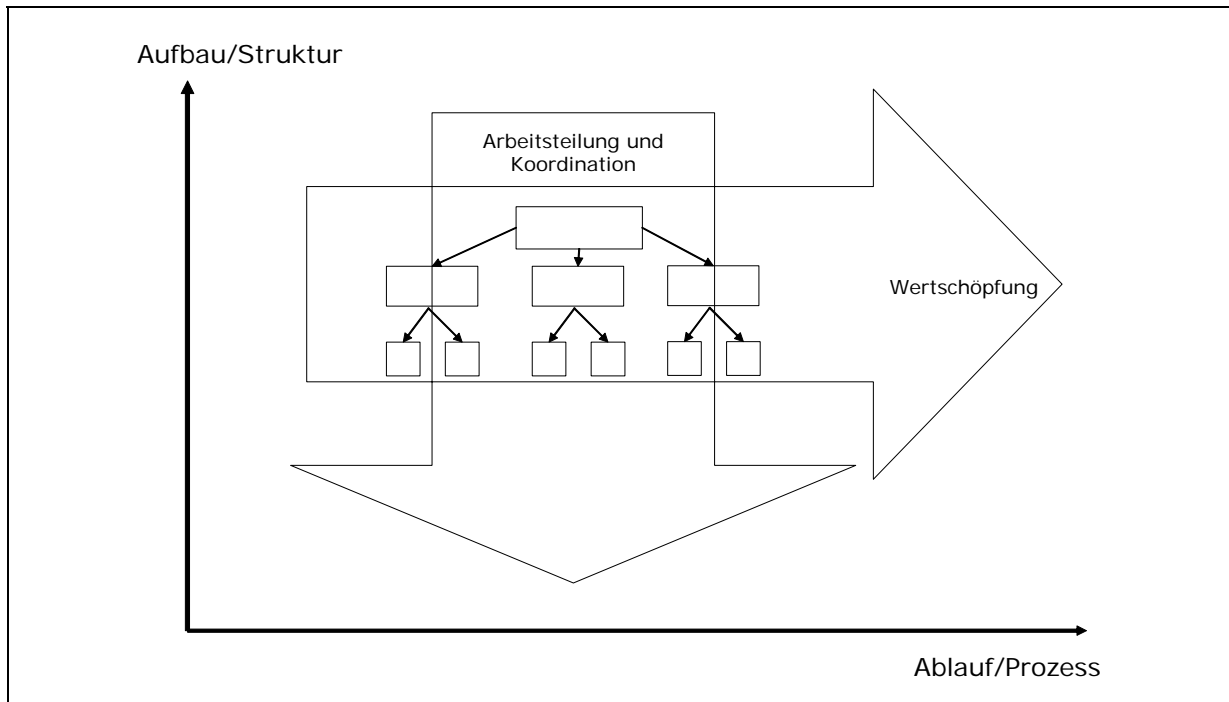 Aufbau/Struktur
Arbeitsteilung und
Koordination
Wertschöpfung
Ablauf/Prozess